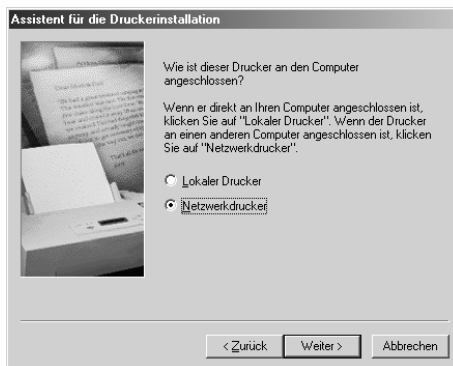 Assistent für die Druckerinstallation
Wie ist dieser Drucker an den Computer
angeschlossen?
Wenn er direkt an Ihren Computer angeschlossen ist,
klicken Sie auf "Lokaler Drucker". Wenn der Drucker
an einen anderen Computer angeschlossen ist, klicken
Sie auf "Netzwerkdrucker".
Lokaler Drucker
Netzwerkdrucker
< Zurück
Weiter >
Abbrechen